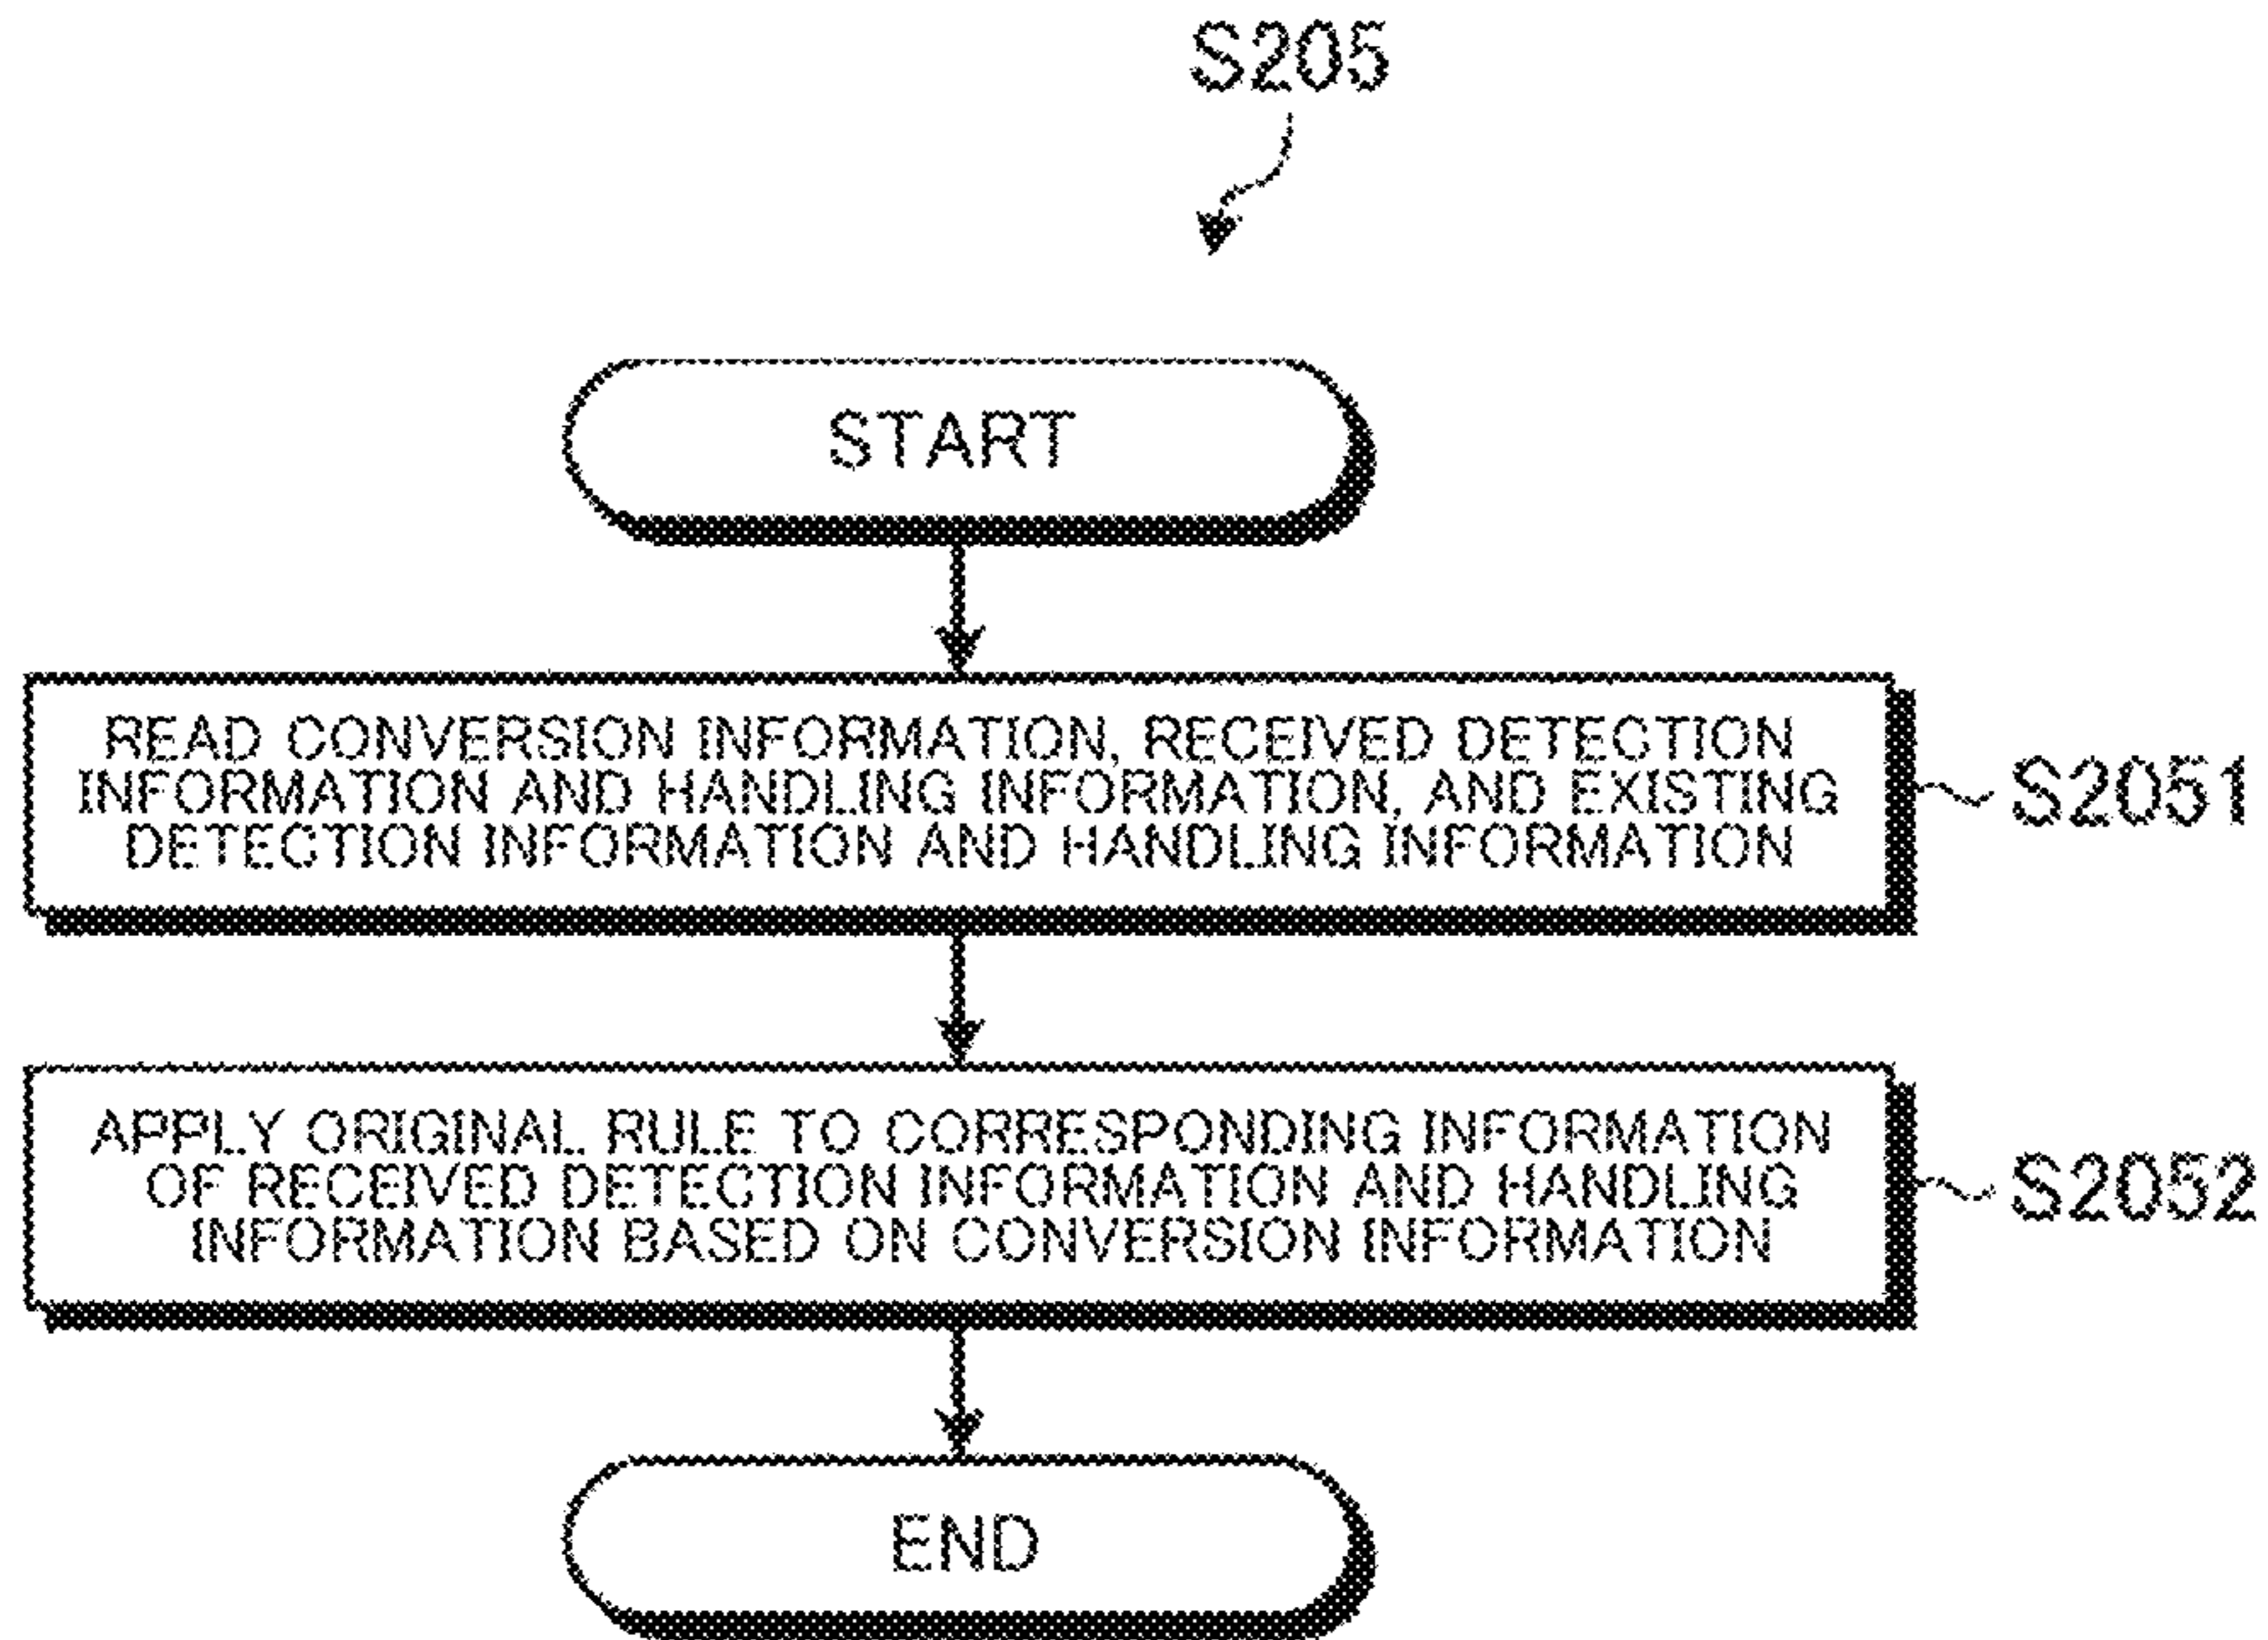 S205
START
READ CONVERSION INFORMATION, RECEIVED DETECTION
INFORMATION AND HANDLING INFORMATION, AND EXISTING
DETECTION INFORMATION AND HANDLING INFORMATION
S2051
APPLY ORIGINAL RULE TO CORRESPONDING INFORMATION
OF RECEIVED DETECTION INFORMATION AND HANDLING
INFORMATION BASED ON CONVERSION INFORMATION
S2052
END